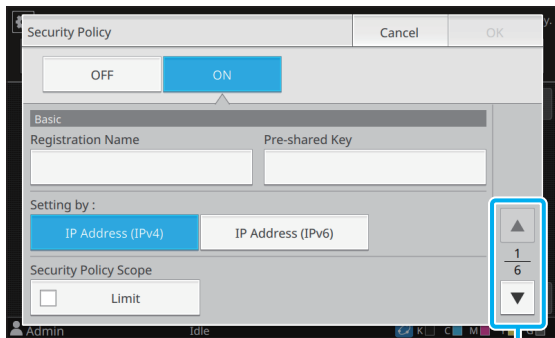 Security Policy Cancel OK
y.
OFF ON
Basic
Registration Name Pre-shared Key
Setting by :
IP Address (IPv4) IP Address (IPv6)
1
6
Security Policy Scope
Limit
Admin Idle K C M Y G